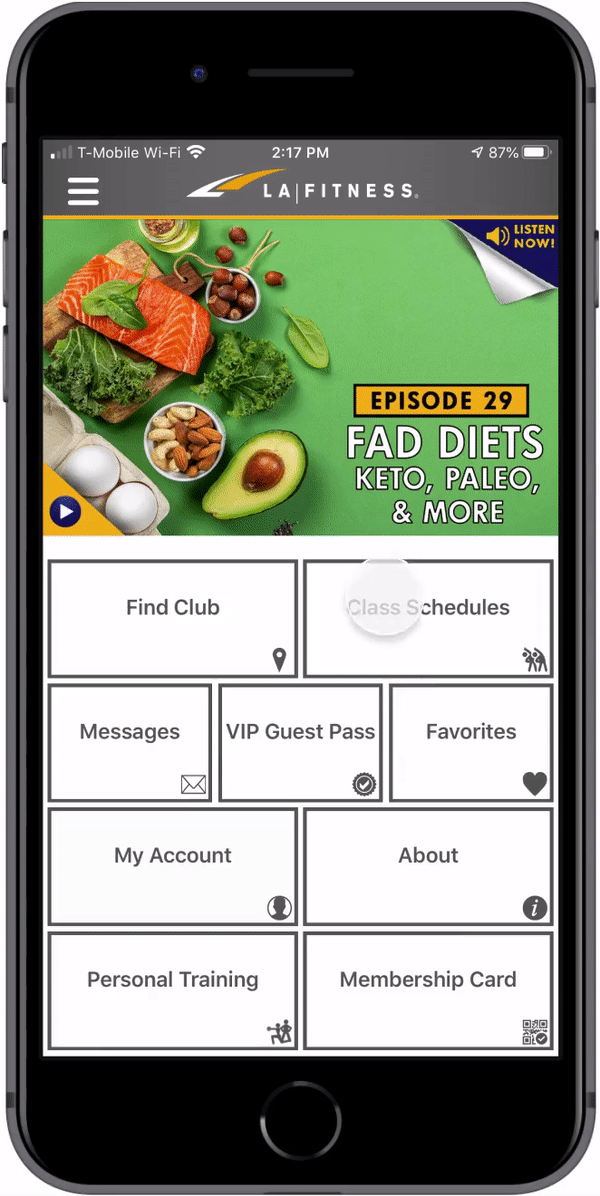 T-Mobile Wi-Fi 2:17 PM 87%
LA|FITNESS.
LISTEN
NOW!
EPISODE 29
FAD DIETS
KETO, PALEO,
& MORE
Find Club
Class Schedules
Messages
VIP Guest Pass
Favorites
My Account
About
Personal Training
Membership Card